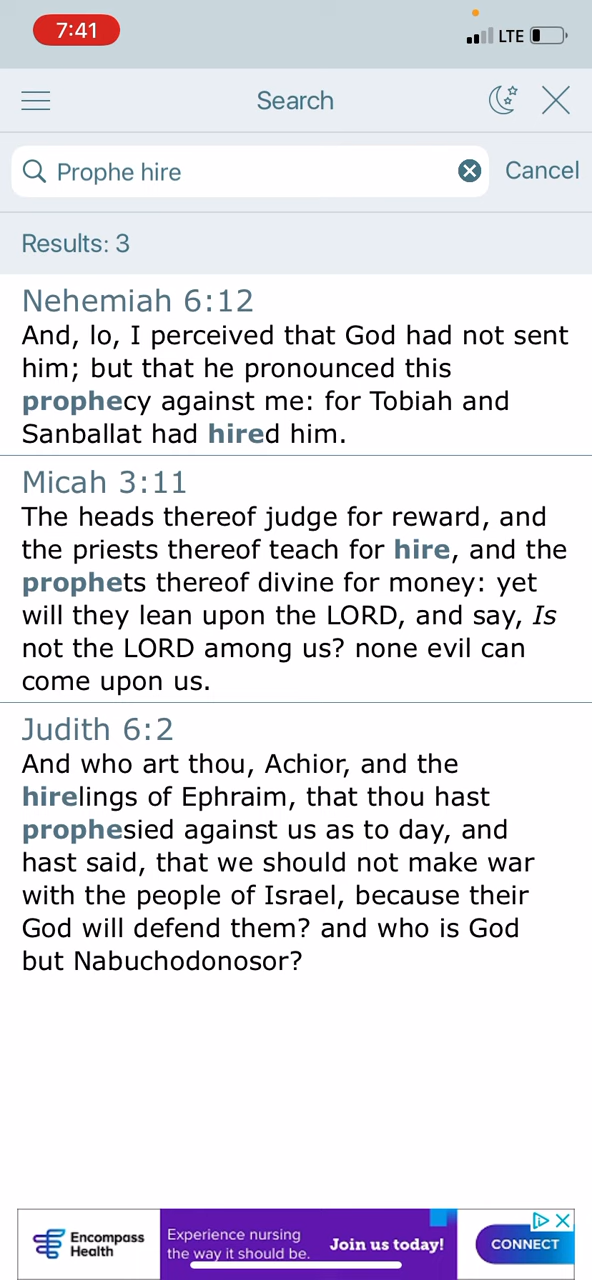 7:41
LTE
Search
Prophe hire
Cancel
Results: 3
Nehemiah 6:12
And, lo, I perceived that God had not sent
him; but that he pronounced this
prophecy against me: for Tobiah and
Sanballat had hired him.
Micah 3:11
The heads thereof judge for reward, and
the priests thereof teach for hire, and the
prophets thereof divine for money: yet
will they lean upon the LORD, and say, Is
not the LORD among us? none evil can
come upon us.
Judith 6:2
And who art thou, Achior, and the
hirelings of Ephraim, that thou hast
prophesied against us as to day, and
hast said, that we should not make war
with the people of Israel, because their
God will defend them? and who is God
but Nabuchodonosor?
Encompass
Health
Experience nursing
the way it should be.
Join us today!
CONNECT